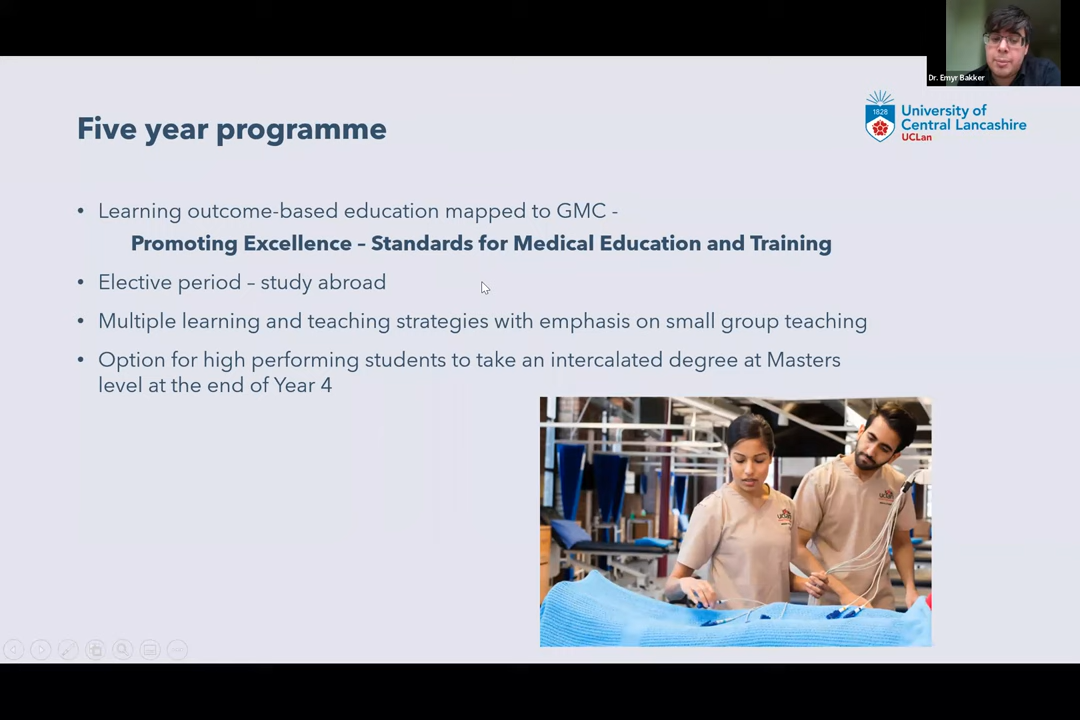 Dr. Emyr Bakker
1828
University of
Central Lancashire
UCLan
Five year programme
• Learning outcome-based education mapped to GMC -
Promoting Excellence – Standards for Medical Education and Training
• Elective period – study abroad
• Multiple learning and teaching strategies with emphasis on small group teaching
• Option for high performing students to take an intercalated degree at Masters
level at the end of Year 4